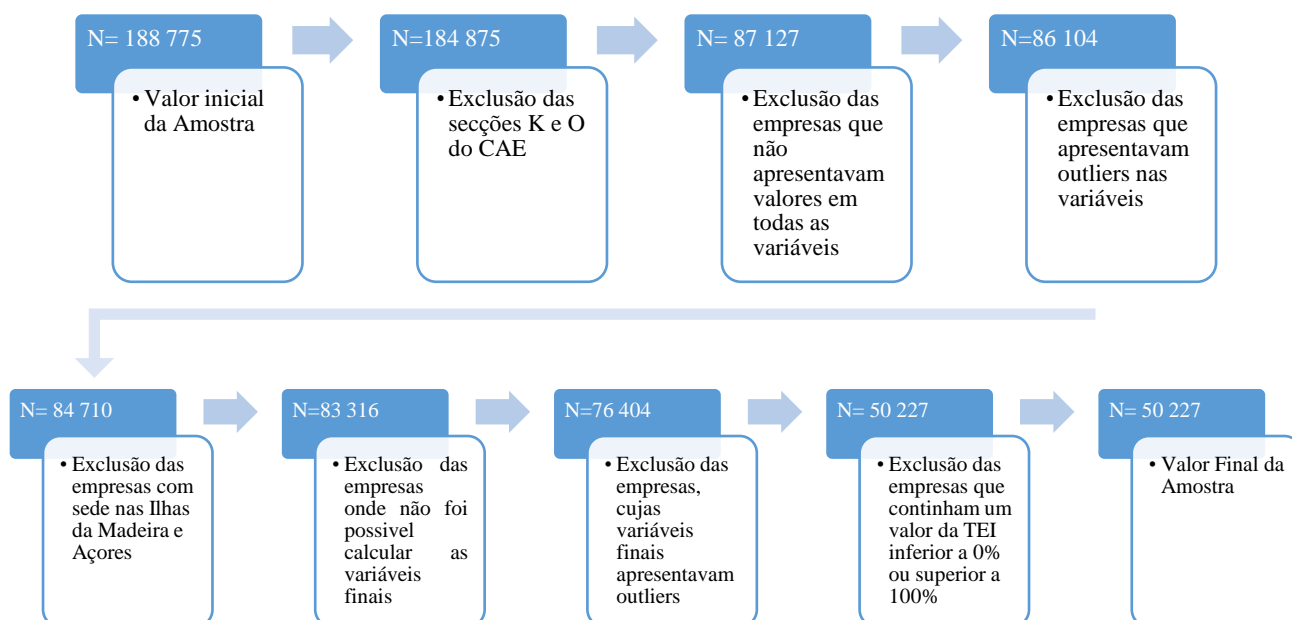 N= 188 775
• Valor inicial
da Amostra
N=184 875
• Exclusão das
secções K e O
do CAE
N= 87 127
• Exclusão das
empresas que
não
apresentavam
valores em
todas as
variáveis
N=86 104
• Exclusão das
empresas que
apresentavam
outliers nas
variáveis
N= 84 710
• Exclusão das
empresas com
sede nas Ilhas
da Madeira e
Açores
N=83 316
• Exclusão das
empresas
onde não foi
possivel
calcular as
variáveis
finais
N=76 404
• Exclusão das
empresas,
cujas
variáveis
finais
apresentavam
outliers
N= 50 227
• Exclusão das
empresas que
continham um
valor da TEI
inferior a 0%
ou superior a
100%
N= 50 227
• Valor Final da
Amostra